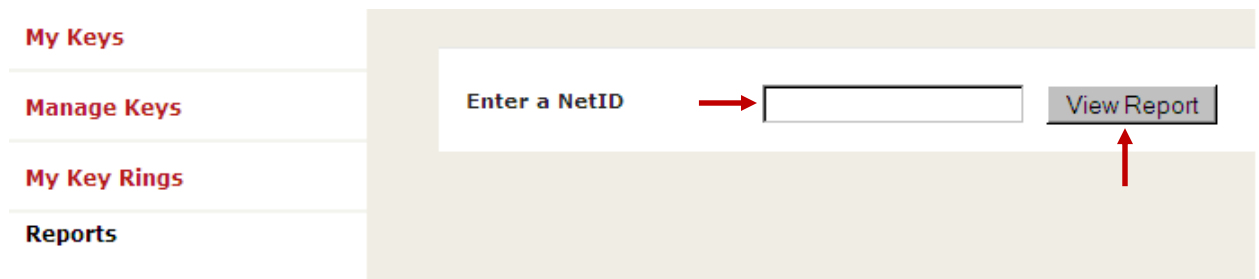 My Keys
Manage Keys
My Key Rings
Reports
Enter a NetID
View Report